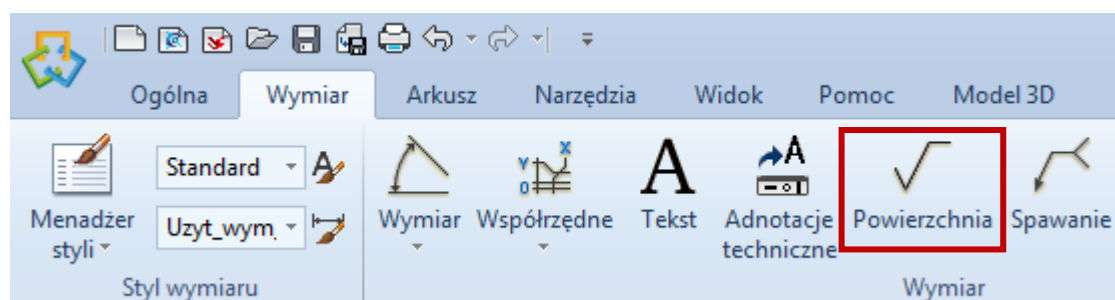 Ogólna Wymiar Arkusz Narzędzia Widok Pomoc Model 3D
Standard
Menadżer styli
Uzyt_wym
Wymiar
Współrzędne
Tekst
Adnotacje techniczne
Powierzchnia
Spawanie
Styl wymiaru
Wymiar